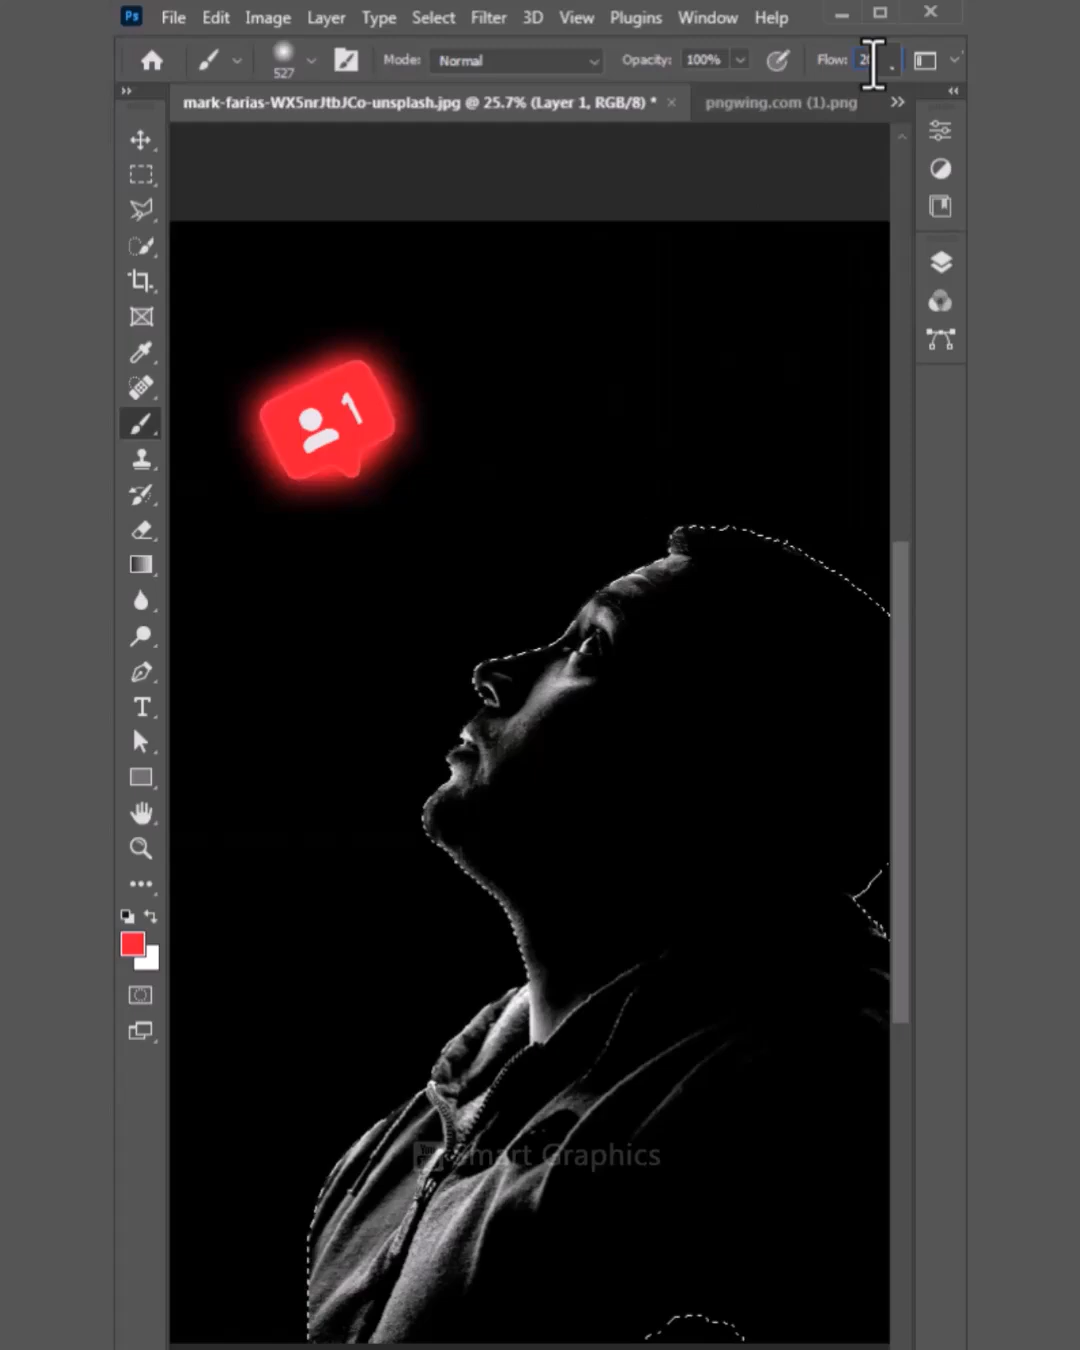 Ps File Edit Image Layer Type Select Filter 3D View Plugins Window Help
527 Mode: Normal Opacity: 100% Flow:
mark-farias-WX5nrJtbJCo-unsplash.jpg @ 25.7% (Layer 1, RGB/8) * × pngwing.com (1).png
1
T
Smart Graphics